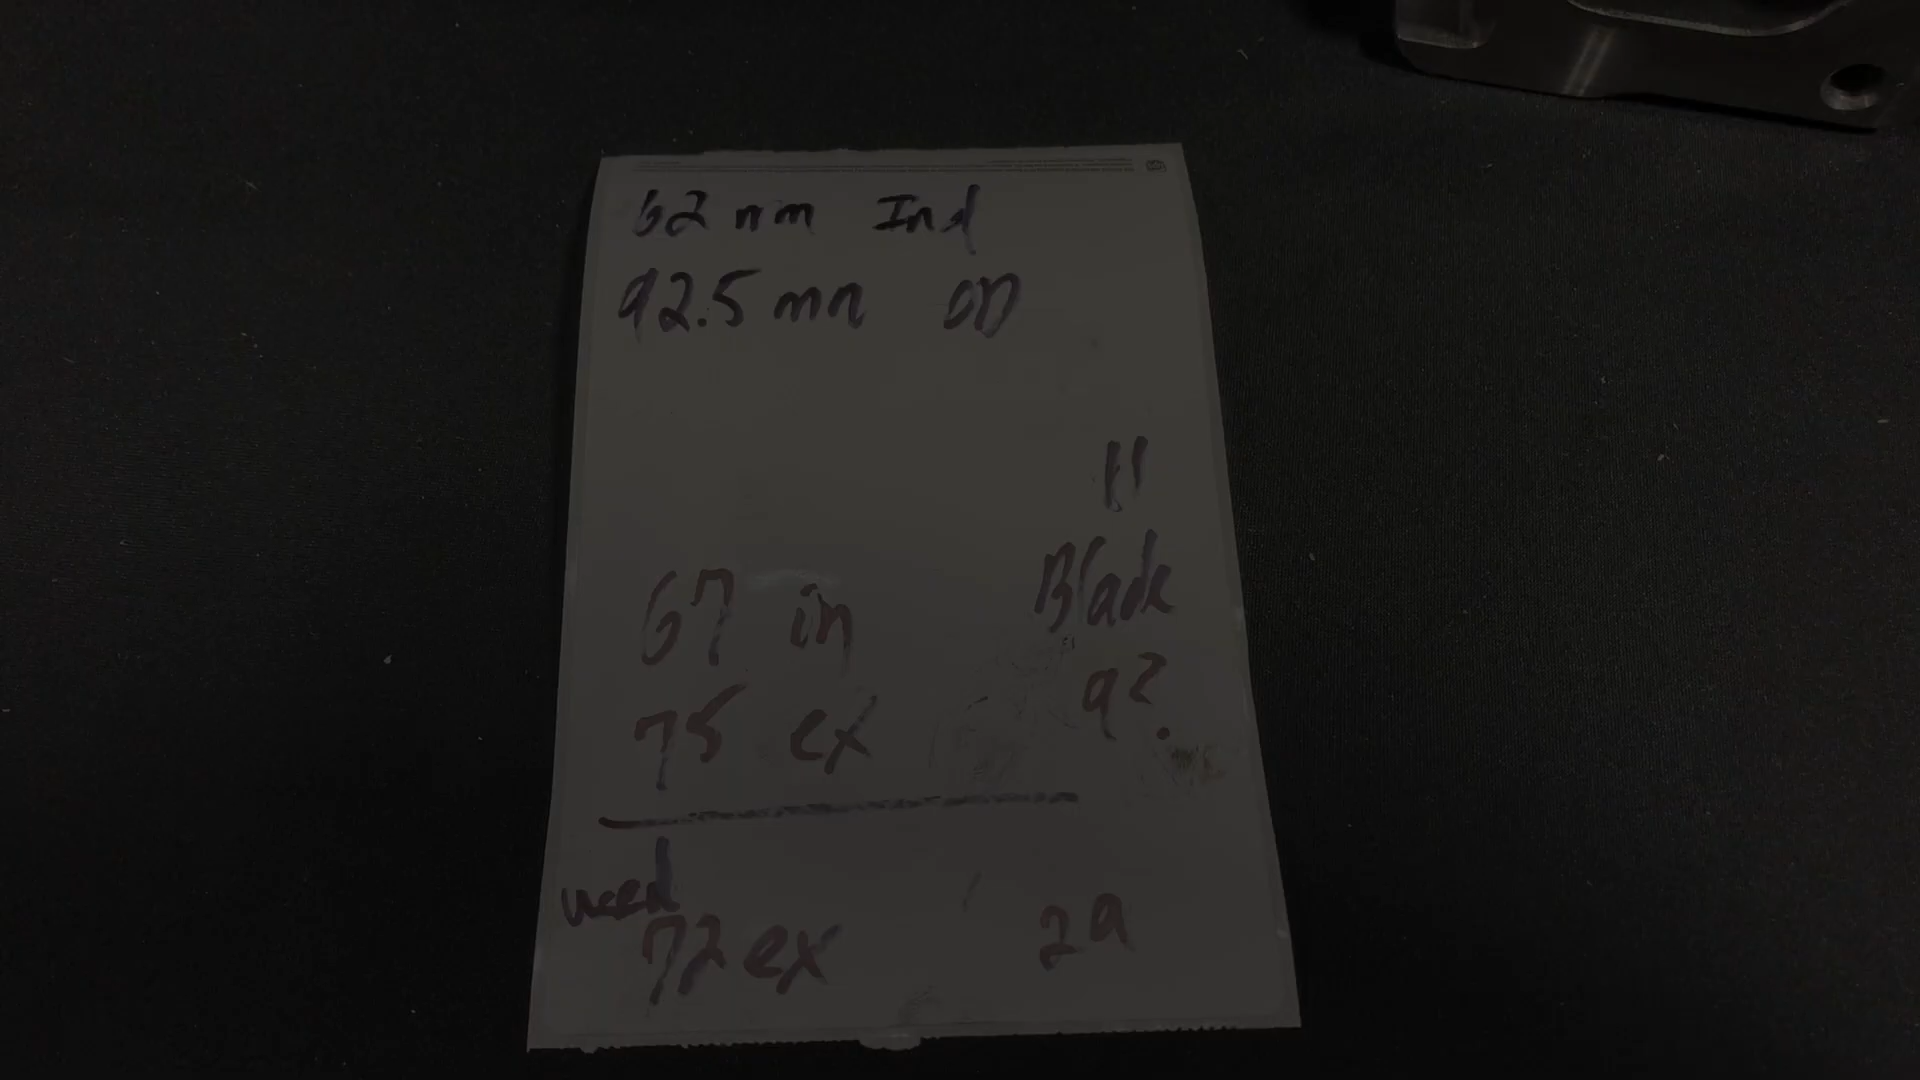 62 mm Ind
92.5 mm OD
11
Blade
67 in
92.
75 ex
used
72 ex 29